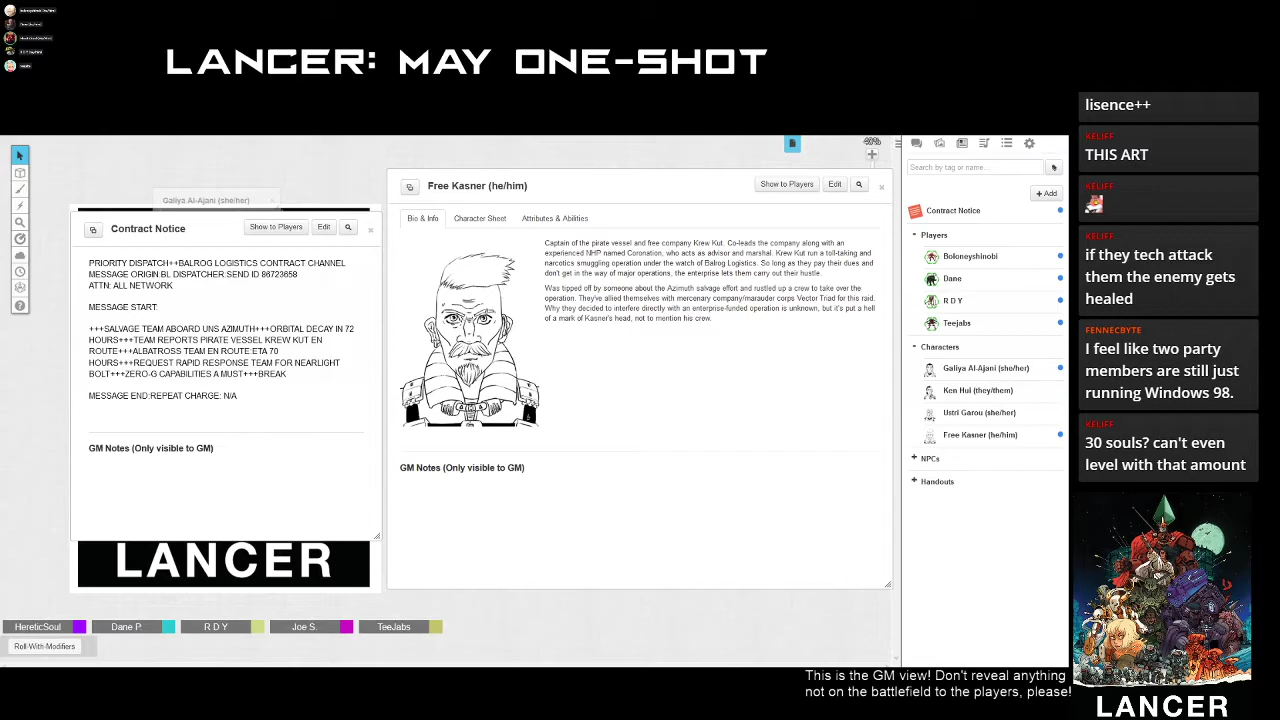 LANCER: MAY ONE-SHOT
Galiya Al-Ajani (she/her)
Contract Notice
Show to Players
Edit
PRIORITY DISPATCH++BALROG LOGISTICS CONTRACT CHANNEL
MESSAGE ORIGIN:BL DISPATCHER:SEND ID 86723658
ATTN: ALL NETWORK
MESSAGE START:
+++SALVAGE TEAM ABOARD UNS AZIMUTH+++ORBITAL DECAY IN 72
HOURS+++TEAM REPORTS PIRATE VESSEL KREW KUT EN
ROUTE+++ALBATROSS TEAM EN ROUTE ETA 70
HOURS+++REQUEST RAPID RESPONSE TEAM FOR NEARLIGHT
BOLT+++ZERO-G CAPABILITIES A MUST+++BREAK
MESSAGE END:REPEAT CHARGE: N/A
GM Notes (Only visible to GM)
LANCER
Free Kasner (he/him)
Show to Players
Edit
Bio & Info
Character Sheet
Attributes & Abilities
Captain of the pirate vessel and free company Krew Kut. Co-leads the company along with an
experienced NHP named Coronation, who acts as advisor and marshal. Krew Kut run a toll-taking and
narcotics smuggling operation under the watch of Balrog Logistics. So long as they pay their dues and
don't get in the way of major operations, the enterprise lets them carry out their hustle.
Was tipped off by someone about the Azimuth salvage effort and rustled up a crew to take over the
operation. They've allied themselves with mercenary company/marauder corps Vector Triad for this raid.
Why they decided to interfere directly with an enterprise-funded operation is unknown, but it's put a hell
of a mark of Kasner's head, not to mention his crew.
GM Notes (Only visible to GM)
Search by tag or name...
+ Add
Contract Notice
Players
Boloneyshinobi
Dane
R D Y
Teejabs
Characters
Galiya Al-Ajani (she/her)
Ken Hui (they/them)
Ustri Garou (she/her)
Free Kasner (he/him)
NPCs
Handouts
HereticSoul
Dane P.
R D Y
Joe S.
TeeJabs
Roll-With-Modifiers
lisence++
KELIFF
THIS ART
KELIFF
KELIFF
if they tech attack
them the enemy gets
healed
FENNECBYTE
I feel like two party
members are still just
running Windows 98.
KELIFF
30 souls? can't even
level with that amount
LANCER
This is the GM view! Don't reveal anything
not on the battlefield to the players, please!